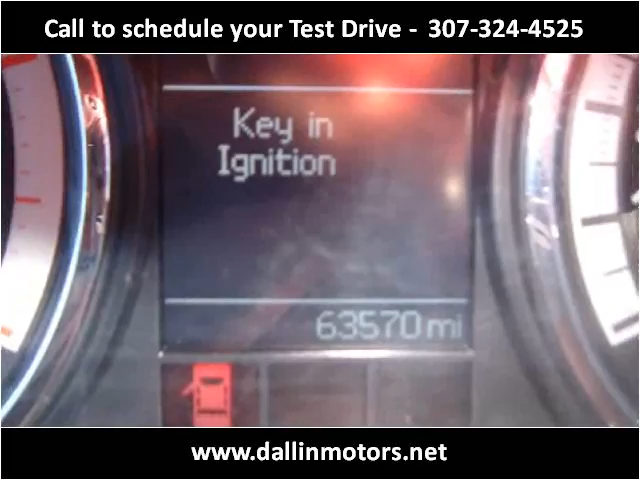 Call to schedule your Test Drive - 307-324-4525
Key in
Ignition
63570 mi
www.dallinmotors.net